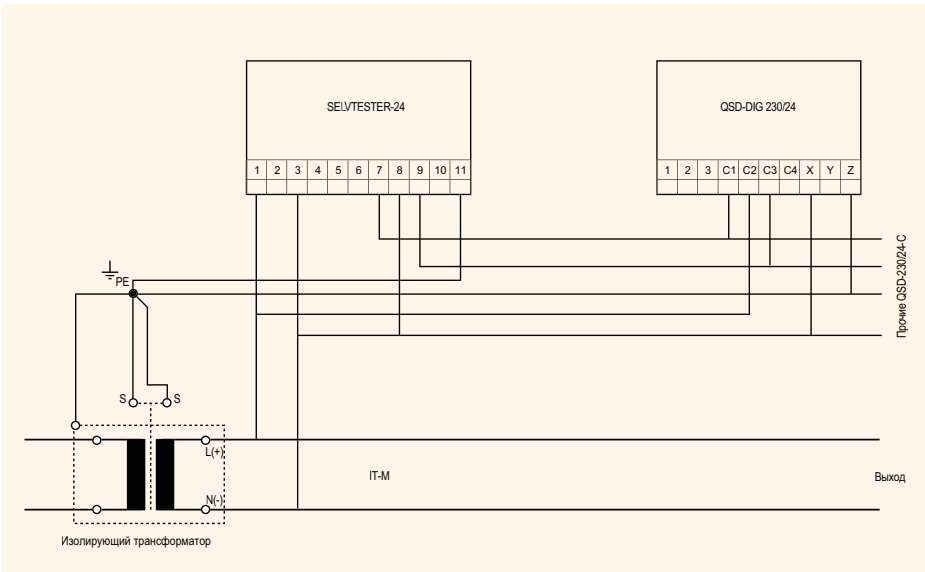 SELVTESTER-24
QSD-DIG 230/24
1 2 3 4 5 6 7 8 9 10 11
1 2 3 C1 C2 C3 C4 X Y Z
Прочие QSD-230/24-C
PE
S S
L(+)
IT-M
Выход
N(-)
Изолирующий трансформатор